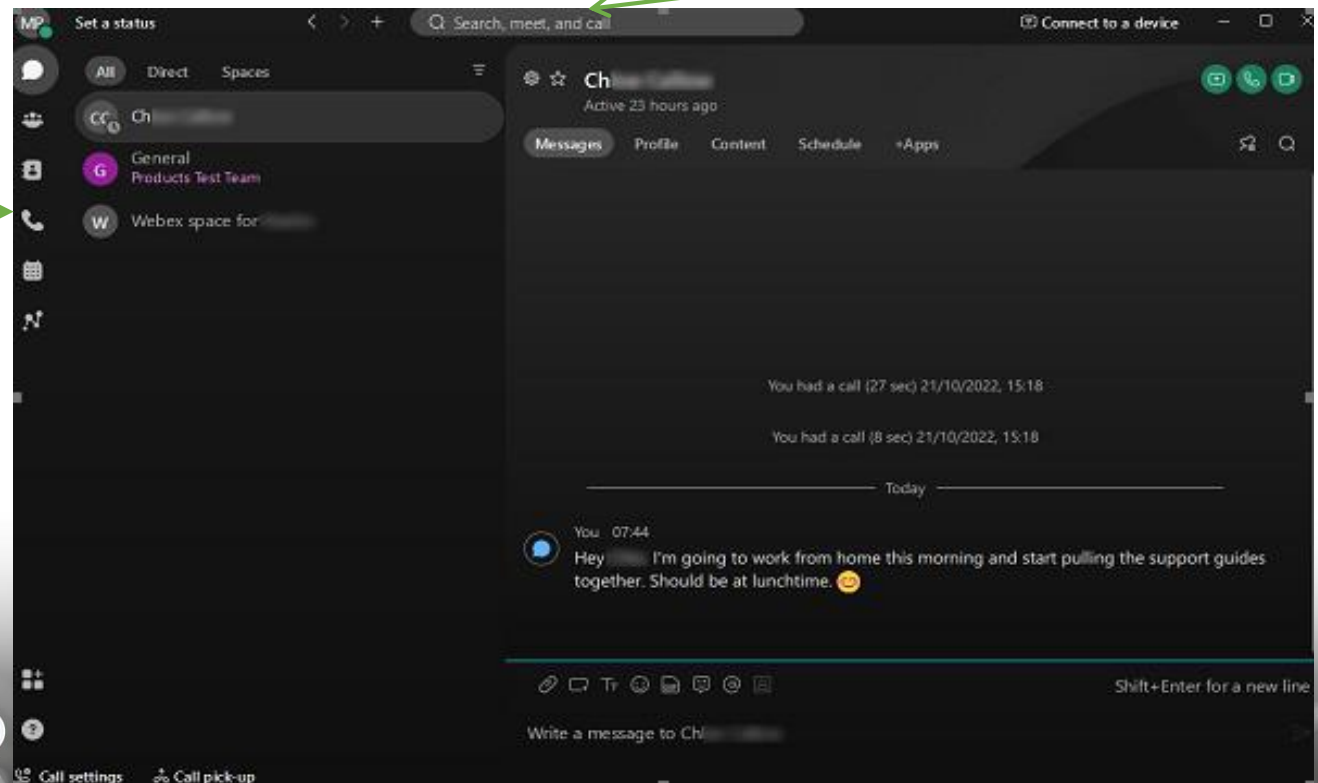 MP Set a status Search, meet, and cal Connect to a device
All Direct Spaces
CC Ch
G General
Products Test Team
W Webex space for
Ch
Active 23 hours ago
Messages Profile Content Schedule +Apps
You had a call (27 sec) 21/10/2022, 15:18
You had a call (8 sec) 21/10/2022, 15:18
Today
You 07:44
Hey I'm going to work from home this morning and start pulling the support guides
together. Should be at lunchtime.
Shift+Enter for a new line
Write a message to Ch
Call settings Call pick-up